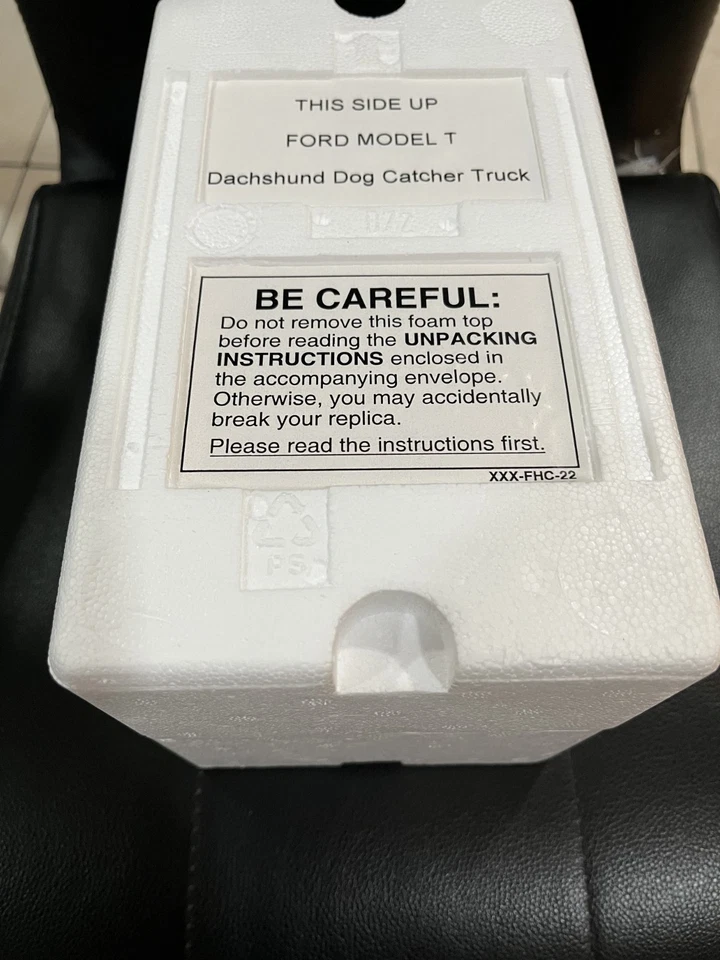 THIS SIDE UP
FORD MODEL T
Dachshund Dog Catcher Truck
BE CAREFUL:
Do not remove this foam top
before reading the UNPACKING
INSTRUCTIONS enclosed in
the accompanying envelope.
Otherwise, you may accidentally
break your replica.
Please read the instructions first.
XXX-FHC-22
PS